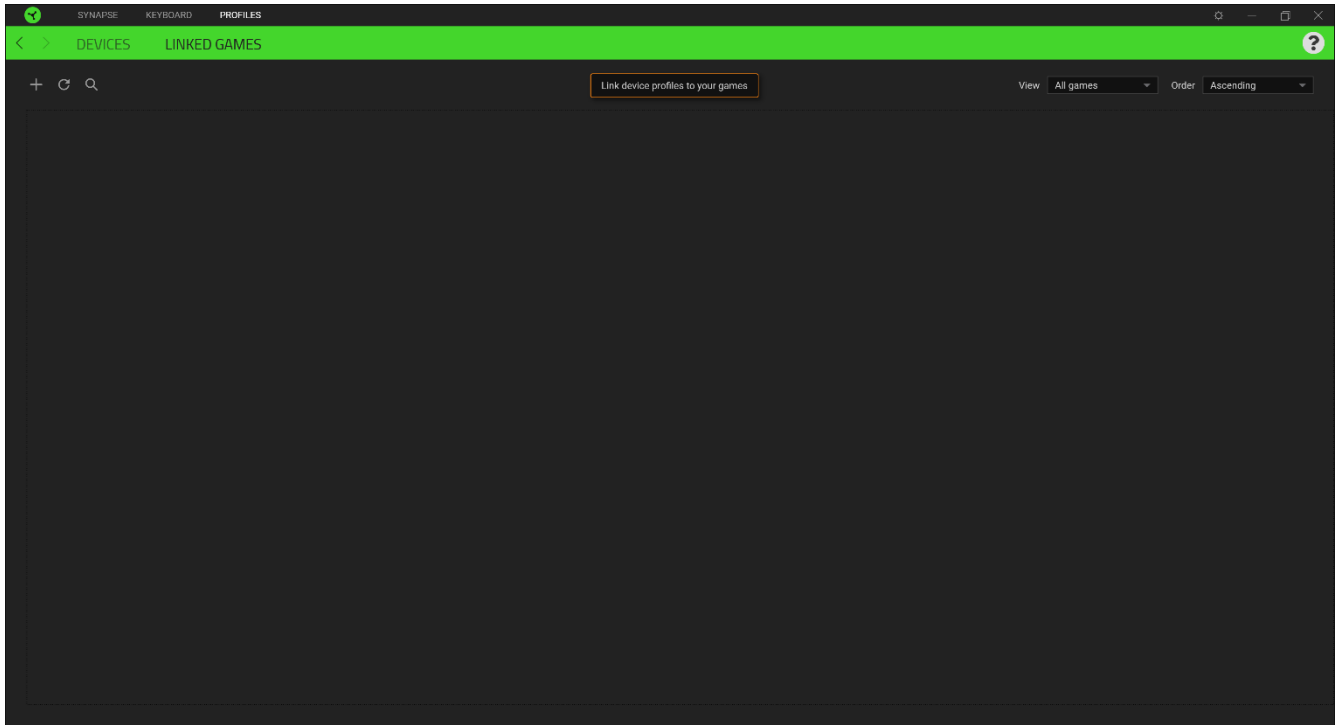 SYNAPSE KEYBOARD PROFILES
DEVICES LINKED GAMES ?
Link device profiles to your games View All games Order Ascending